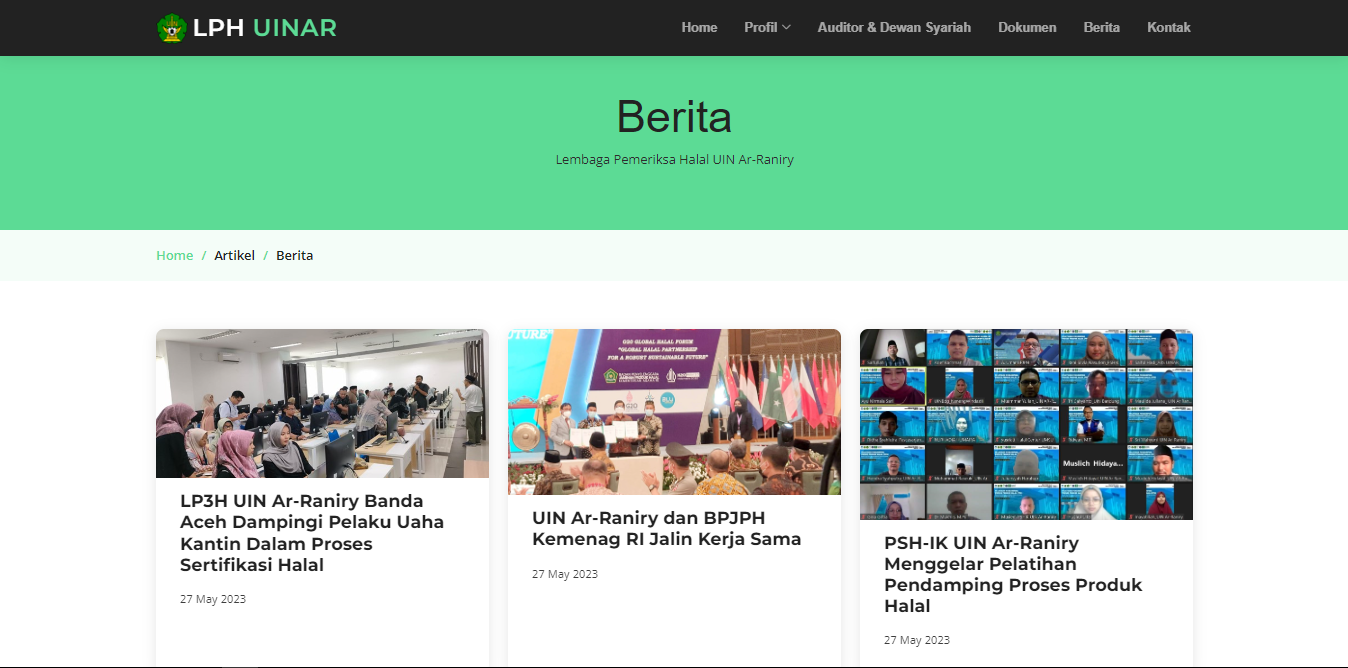 LPH UINAR
Home Profil Auditor & Dewan Syariah Dokumen Berita Kontak
Berita
Lembaga Pemeriksa Halal UIN Ar-Raniry
Home / Artikel / Berita
G20 GLOBAL HALAL FORUM
"GLOBAL HALAL PARTNERSHIP
FOR A ROBUST SUSTAINABLE FUTURE"
G20
Muslich Hidaya...
LP3H UIN Ar-Raniry Banda
Aceh Dampingi Pelaku Uaha
Kantin Dalam Proses
Sertifikasi Halal
27 May 2023
UIN Ar-Raniry dan BPJPH
Kemenag RI Jalin Kerja Sama
27 May 2023
PSH-IK UIN Ar-Raniry
Menggelar Pelatihan
Pendamping Proses Produk
Halal
27 May 2023